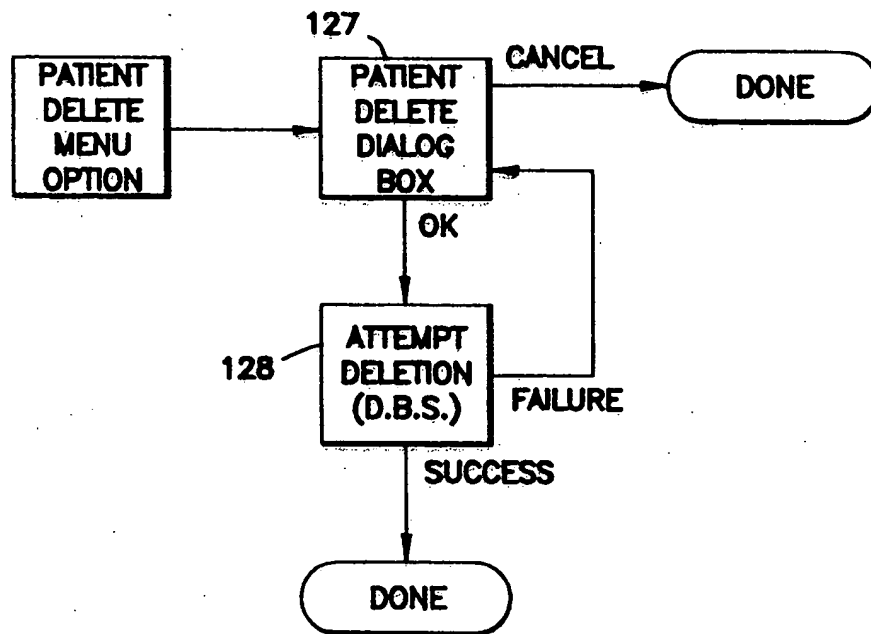 127
PATIENT
DELETE
MENU
OPTION
PATIENT
DELETE
DIALOG
BOX
CANCEL
DONE
OK
128
ATTEMPT
DELETION
(D.B.S.)
FAILURE
SUCCESS
DONE